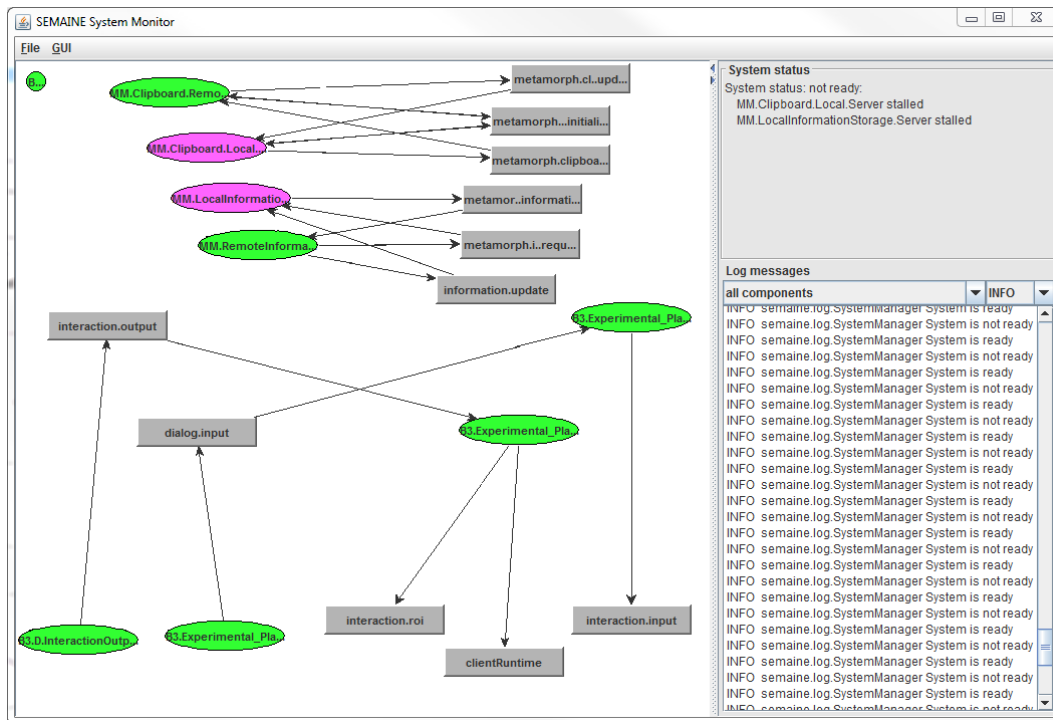 SEMAINE System Monitor
File GUI
B...
MM.Clipboard.Remo...
metamorph.cl..upd...
metamorph...initiali...
MM.Clipboard.Local...
metamorph.clipboa...
MM.LocalInformatio...
metamor..informati...
MM.RemoteInforma...
metamorph.i..requ...
information.update
interaction.output
B3.Experimental_Pla...
dialog.input
B3.Experimental_Pla...
interaction.roi
interaction.input
B3.D.InteractionOutp...
B3.Experimental_Pla...
clientRuntime
System status
System status: not ready:
MM.Clipboard.Local.Server stalled
MM.LocalInformationStorage.Server stalled
Log messages
all components INFO
INFO semaine.log.SystemManager System is ready
INFO semaine.log.SystemManager System is not ready
INFO semaine.log.SystemManager System is ready
INFO semaine.log.SystemManager System is not ready
INFO semaine.log.SystemManager System is ready
INFO semaine.log.SystemManager System is not ready
INFO semaine.log.SystemManager System is ready
INFO semaine.log.SystemManager System is not ready
INFO semaine.log.SystemManager System is ready
INFO semaine.log.SystemManager System is not ready
INFO semaine.log.SystemManager System is ready
INFO semaine.log.SystemManager System is not ready
INFO semaine.log.SystemManager System is ready
INFO semaine.log.SystemManager System is not ready
INFO semaine.log.SystemManager System is ready
INFO semaine.log.SystemManager System is not ready
INFO semaine.log.SystemManager System is ready
INFO semaine.log.SystemManager System is not ready
INFO semaine.log.SystemManager System is ready
INFO semaine.log.SystemManager System is not ready
INFO semaine.log.SystemManager System is ready
INFO semaine.log.SystemManager System is not ready
INFO semaine.log.SystemManager System is ready
INFO semaine.log.SystemManager System is not ready
INFO semaine.log.SystemManager System is ready